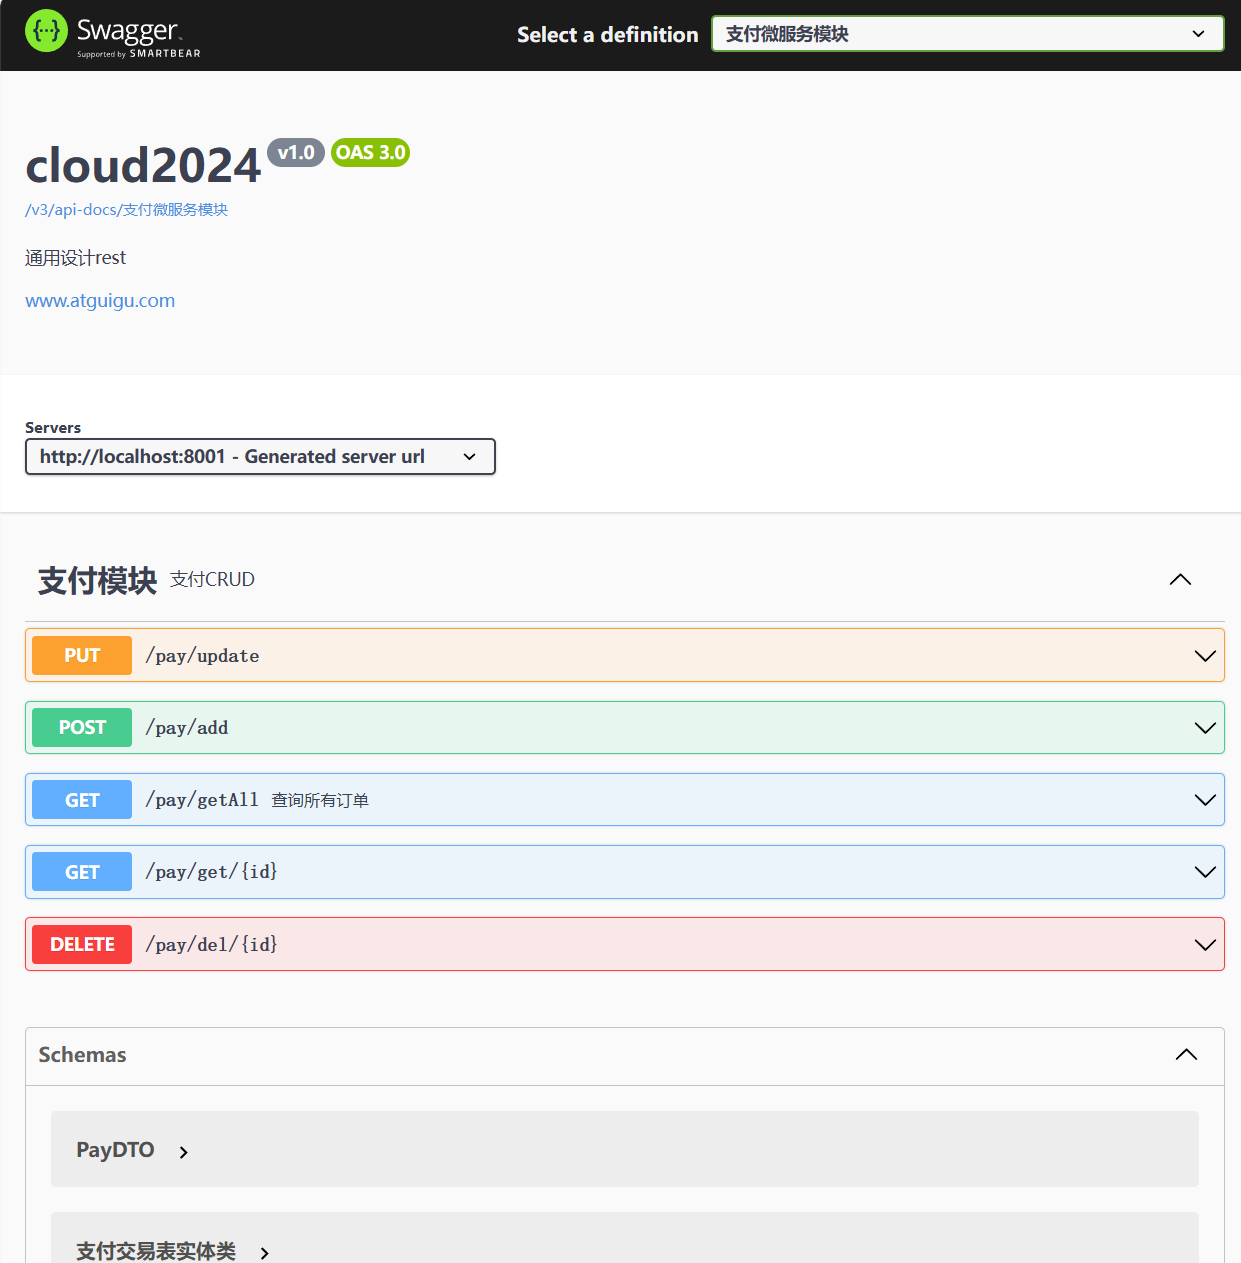 Swagger
Supported by SMARTBEAR
Select a definition
支付微服务模块
cloud2024 v1.0 OAS 3.0
/v3/api-docs/支付微服务模块
通用设计rest
www.atguigu.com
Servers
http://localhost:8001 - Generated server url
支付模块 支付CRUD
PUT /pay/update
POST /pay/add
GET /pay/getAll 查询所有订单
GET /pay/get/{id}
DELETE /pay/del/{id}
Schemas
PayDTO
支付交易表实体类